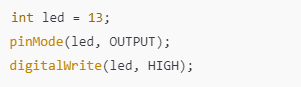 int led = 13;
pinMode(led, OUTPUT);
digitalWrite(led, HIGH);